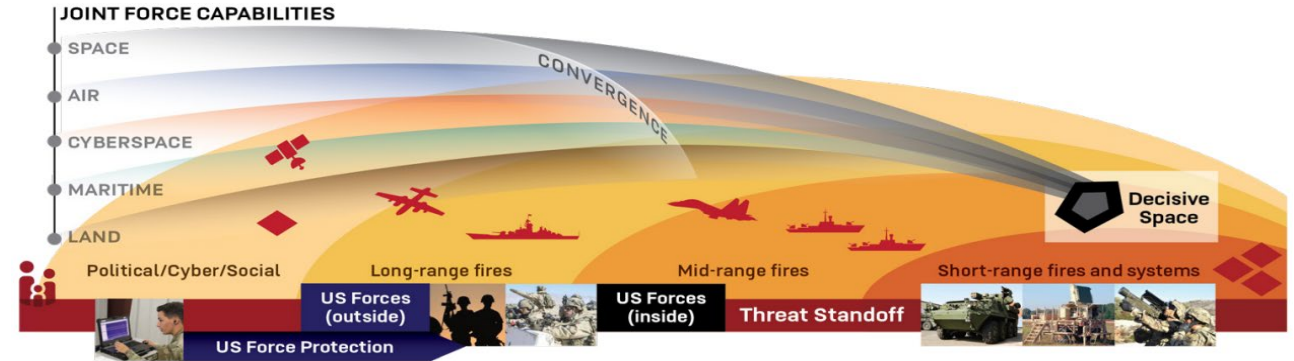 JOINT FORCE CAPABILITIES
SPACE
AIR
CYBERSPACE
MARITIME
LAND
CONVERGENCE
Decisive
Space
Political/Cyber/Social
Long-range fires
Mid-range fires
Short-range fires and systems
US Forces
(outside)
US Forces
(inside)
Threat Standoff
US Force Protection